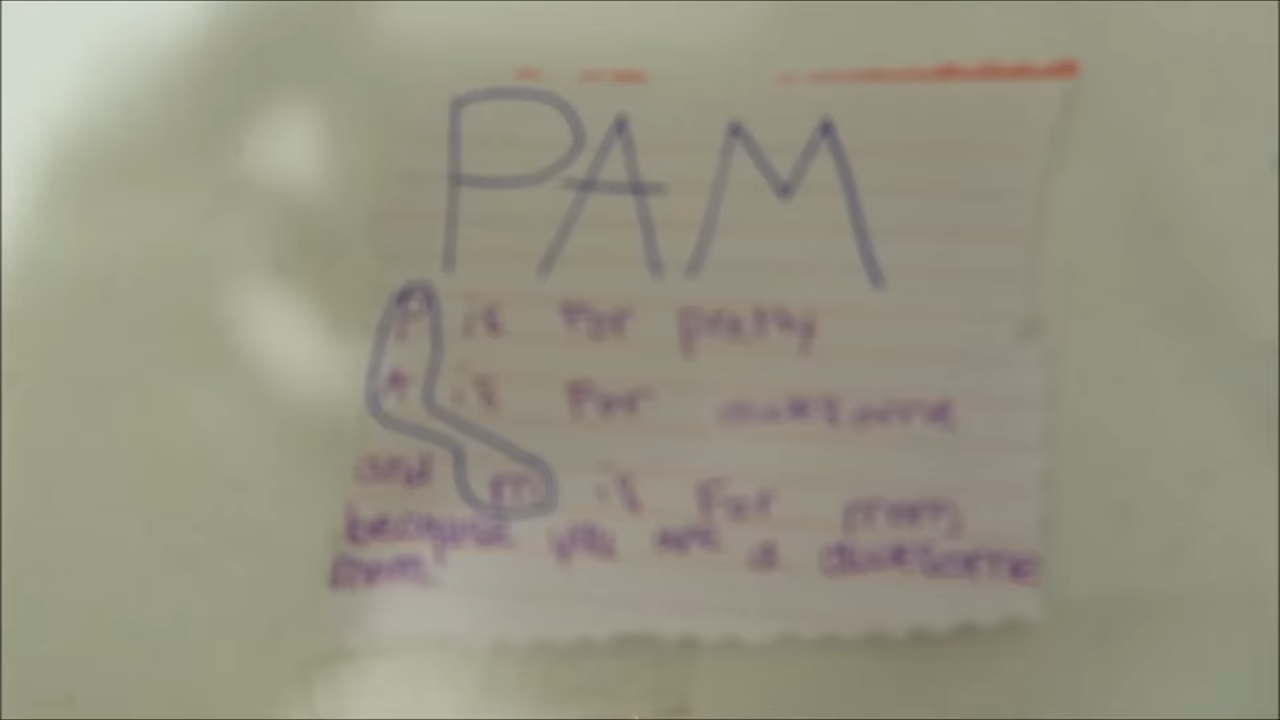 PAM
P is for pretty
A is for awesome
and m is for mom
because you are a awesome
mom